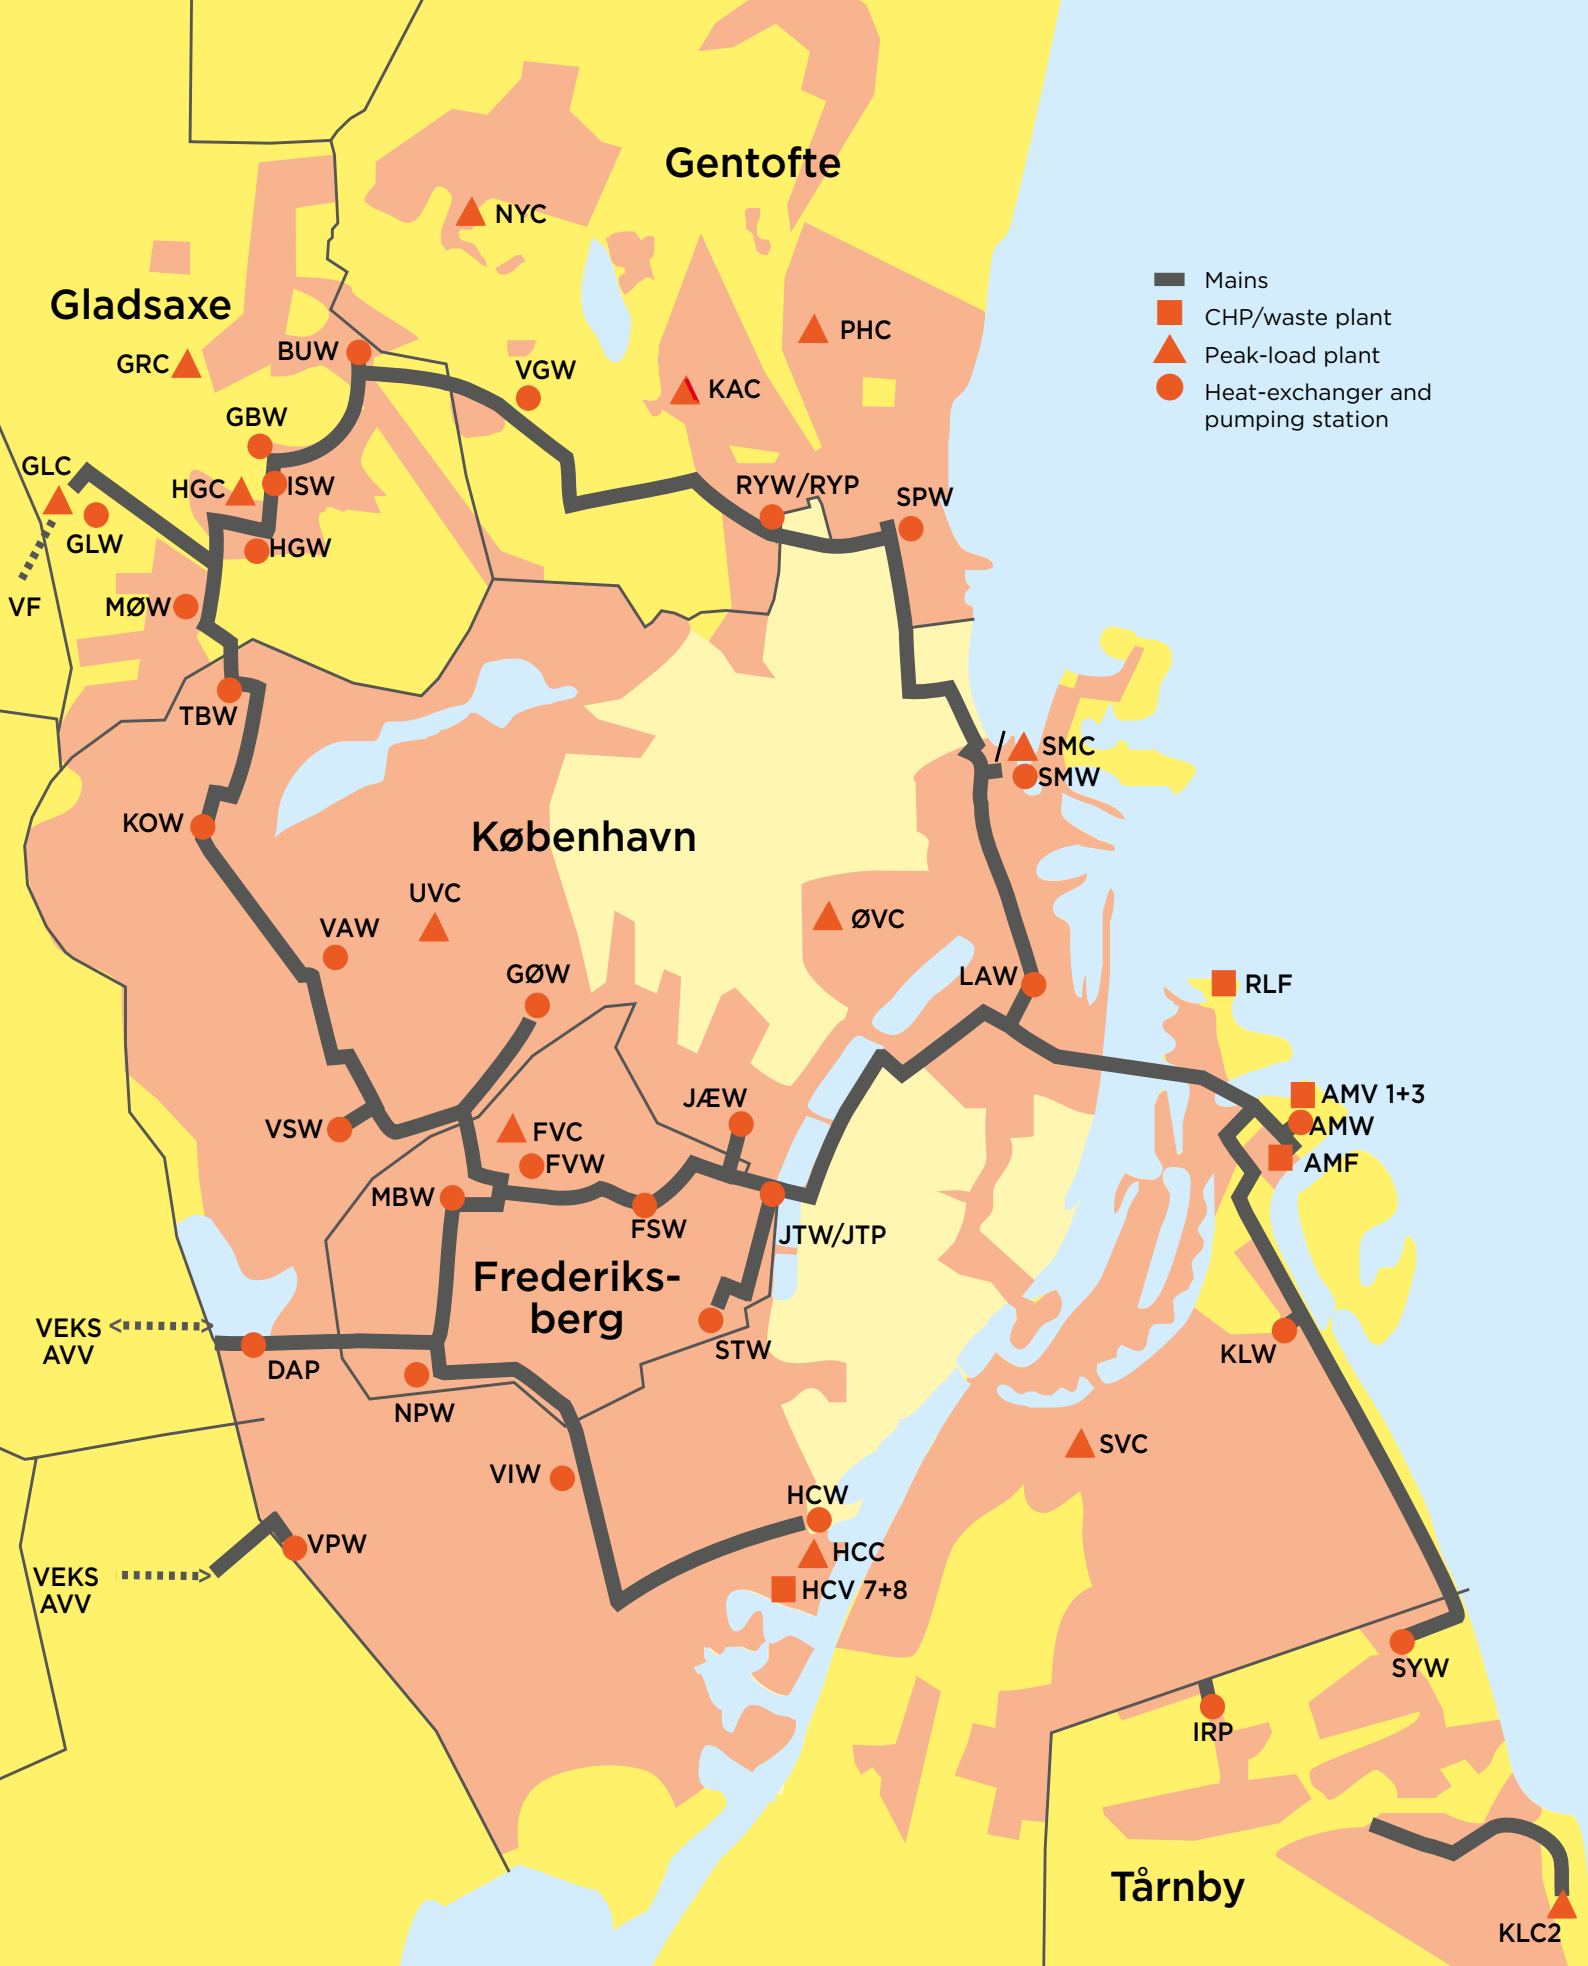 Gentofte
NYC
Mains
CHP/waste plant
Peak-load plant
Heat-exchanger and
pumping station
Gladsaxe
PHC
BUW
GRC
VGW
KAC
GBW
GLC
HGC
ISW
RYW/RYP
SPW
GLW
HGW
VF
MØW
TBW
SMC
SMW
KOW
København
UVC
VAW
ØVC
GØW
LAW
RLF
JÆW
AMV 1+3
VSW
FVC
AMW
FVW
AMF
MBW
FSW
JTW/JTP
Frederiks-
berg
VEKS
AVV
DAP
STW
KLW
NPW
SVC
VIW
HCW
VPW
HCC
VEKS
AVV
HCV 7+8
SYW
IRP
Tårnby
KLC2